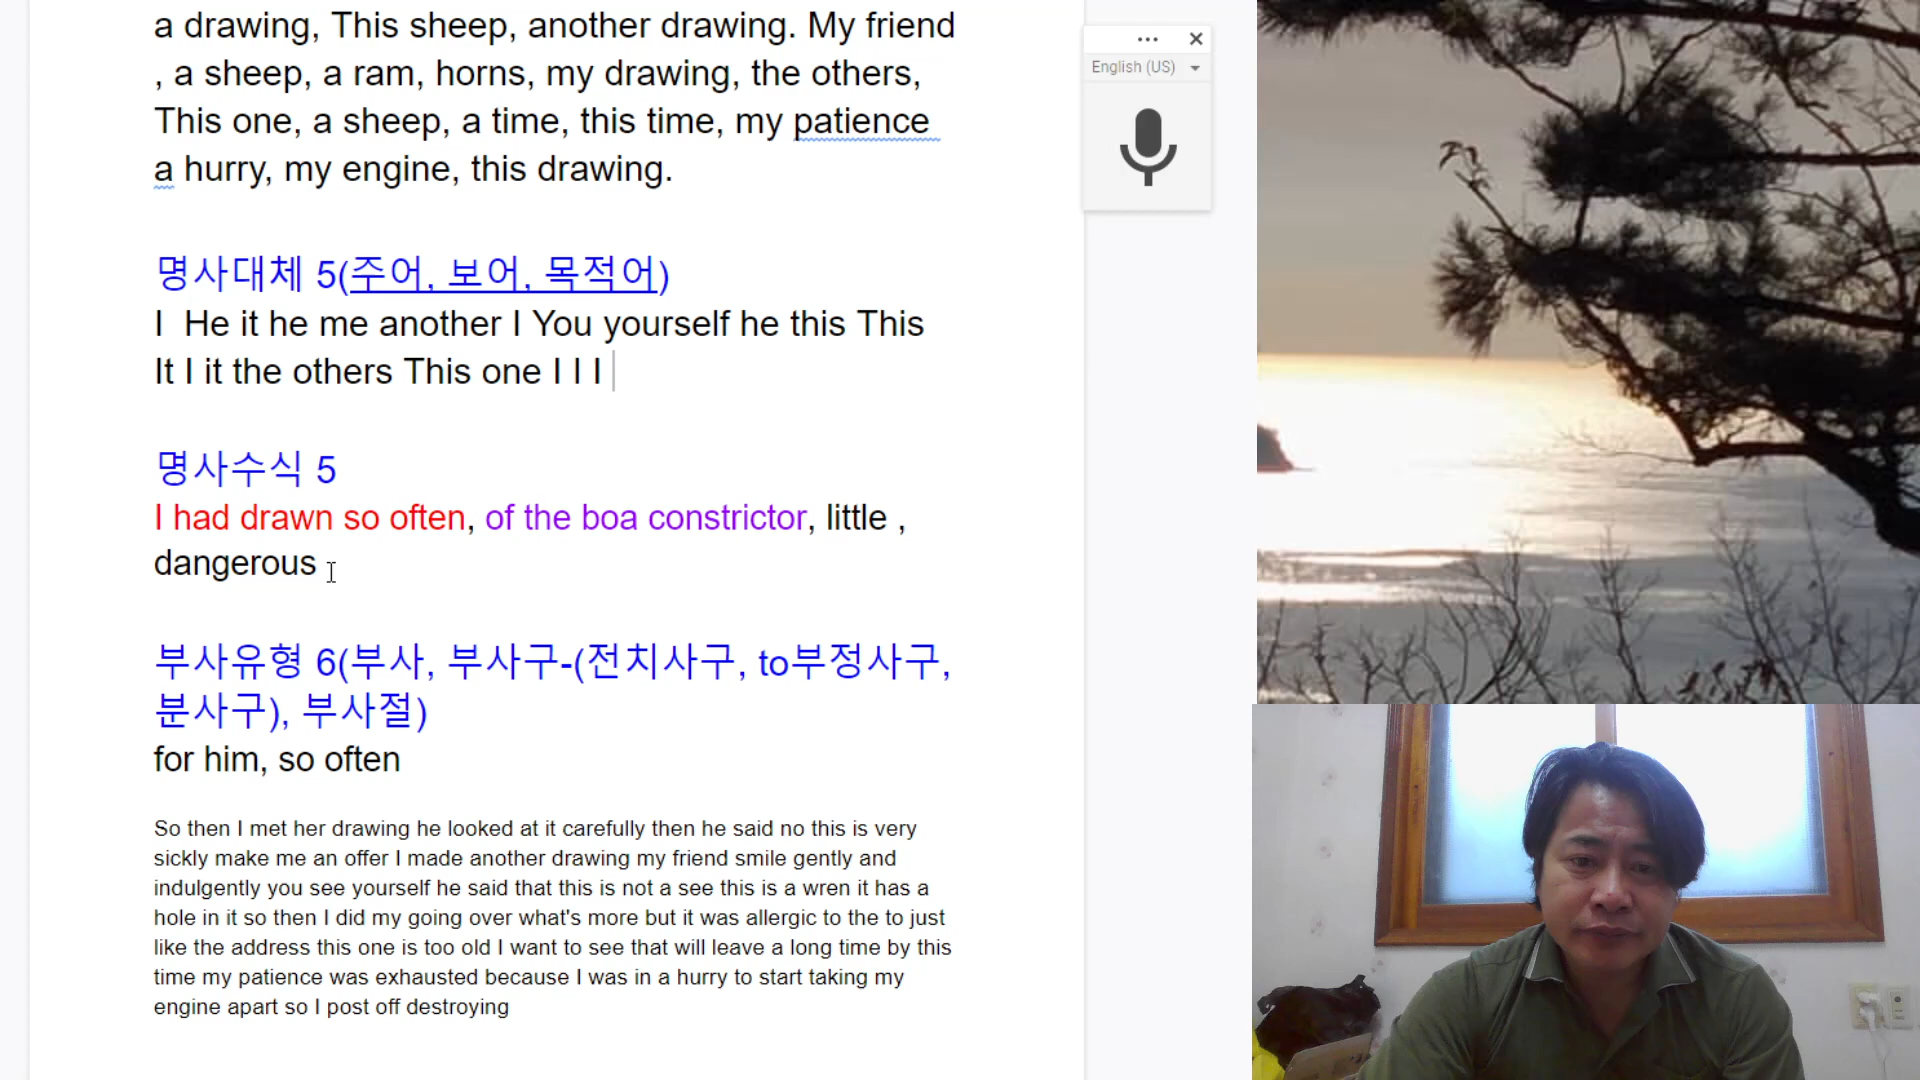 a drawing, This sheep, another drawing. My friend
, a sheep, a ram, horns, my drawing, the others,
This one, a sheep, a time, this time, my patience
a hurry, my engine, this drawing.
English (US)
명사대체 5(주어, 보어, 목적어)
I  He it he me another I You yourself he this This
It I it the others This one I I I
명사수식 5
I had drawn so often, of the boa constrictor, little ,
dangerous
부사유형 6(부사, 부사구-(전치사구, to부정사구,
분사구), 부사절)
for him, so often
So then I met her drawing he looked at it carefully then he said no this is very
sickly make me an offer I made another drawing my friend smile gently and
indulgently you see yourself he said that this is not a see this is a wren it has a
hole in it so then I did my going over what's more but it was allergic to the to just
like the address this one is too old I want to see that will leave a long time by this
time my patience was exhausted because I was in a hurry to start taking my
engine apart so I post off destroying